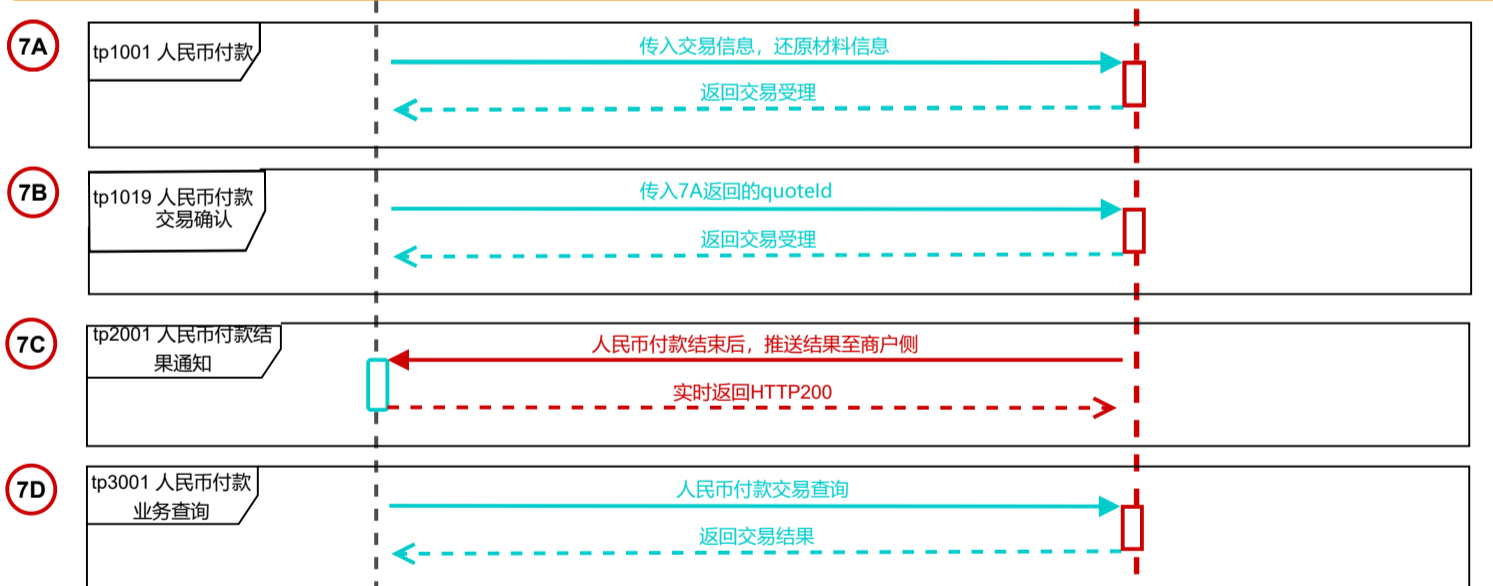 7A
tp1001 人民币付款
传入交易信息，还原材料信息
返回交易受理
7B
tp1019 人民币付款
交易确认
传入7A返回的quoteId
返回交易受理
7C
tp2001 人民币付款结
果通知
人民币付款结束后，推送结果至商户侧
实时返回HTTP200
7D
tp3001 人民币付款
业务查询
人民币付款交易查询
返回交易结果